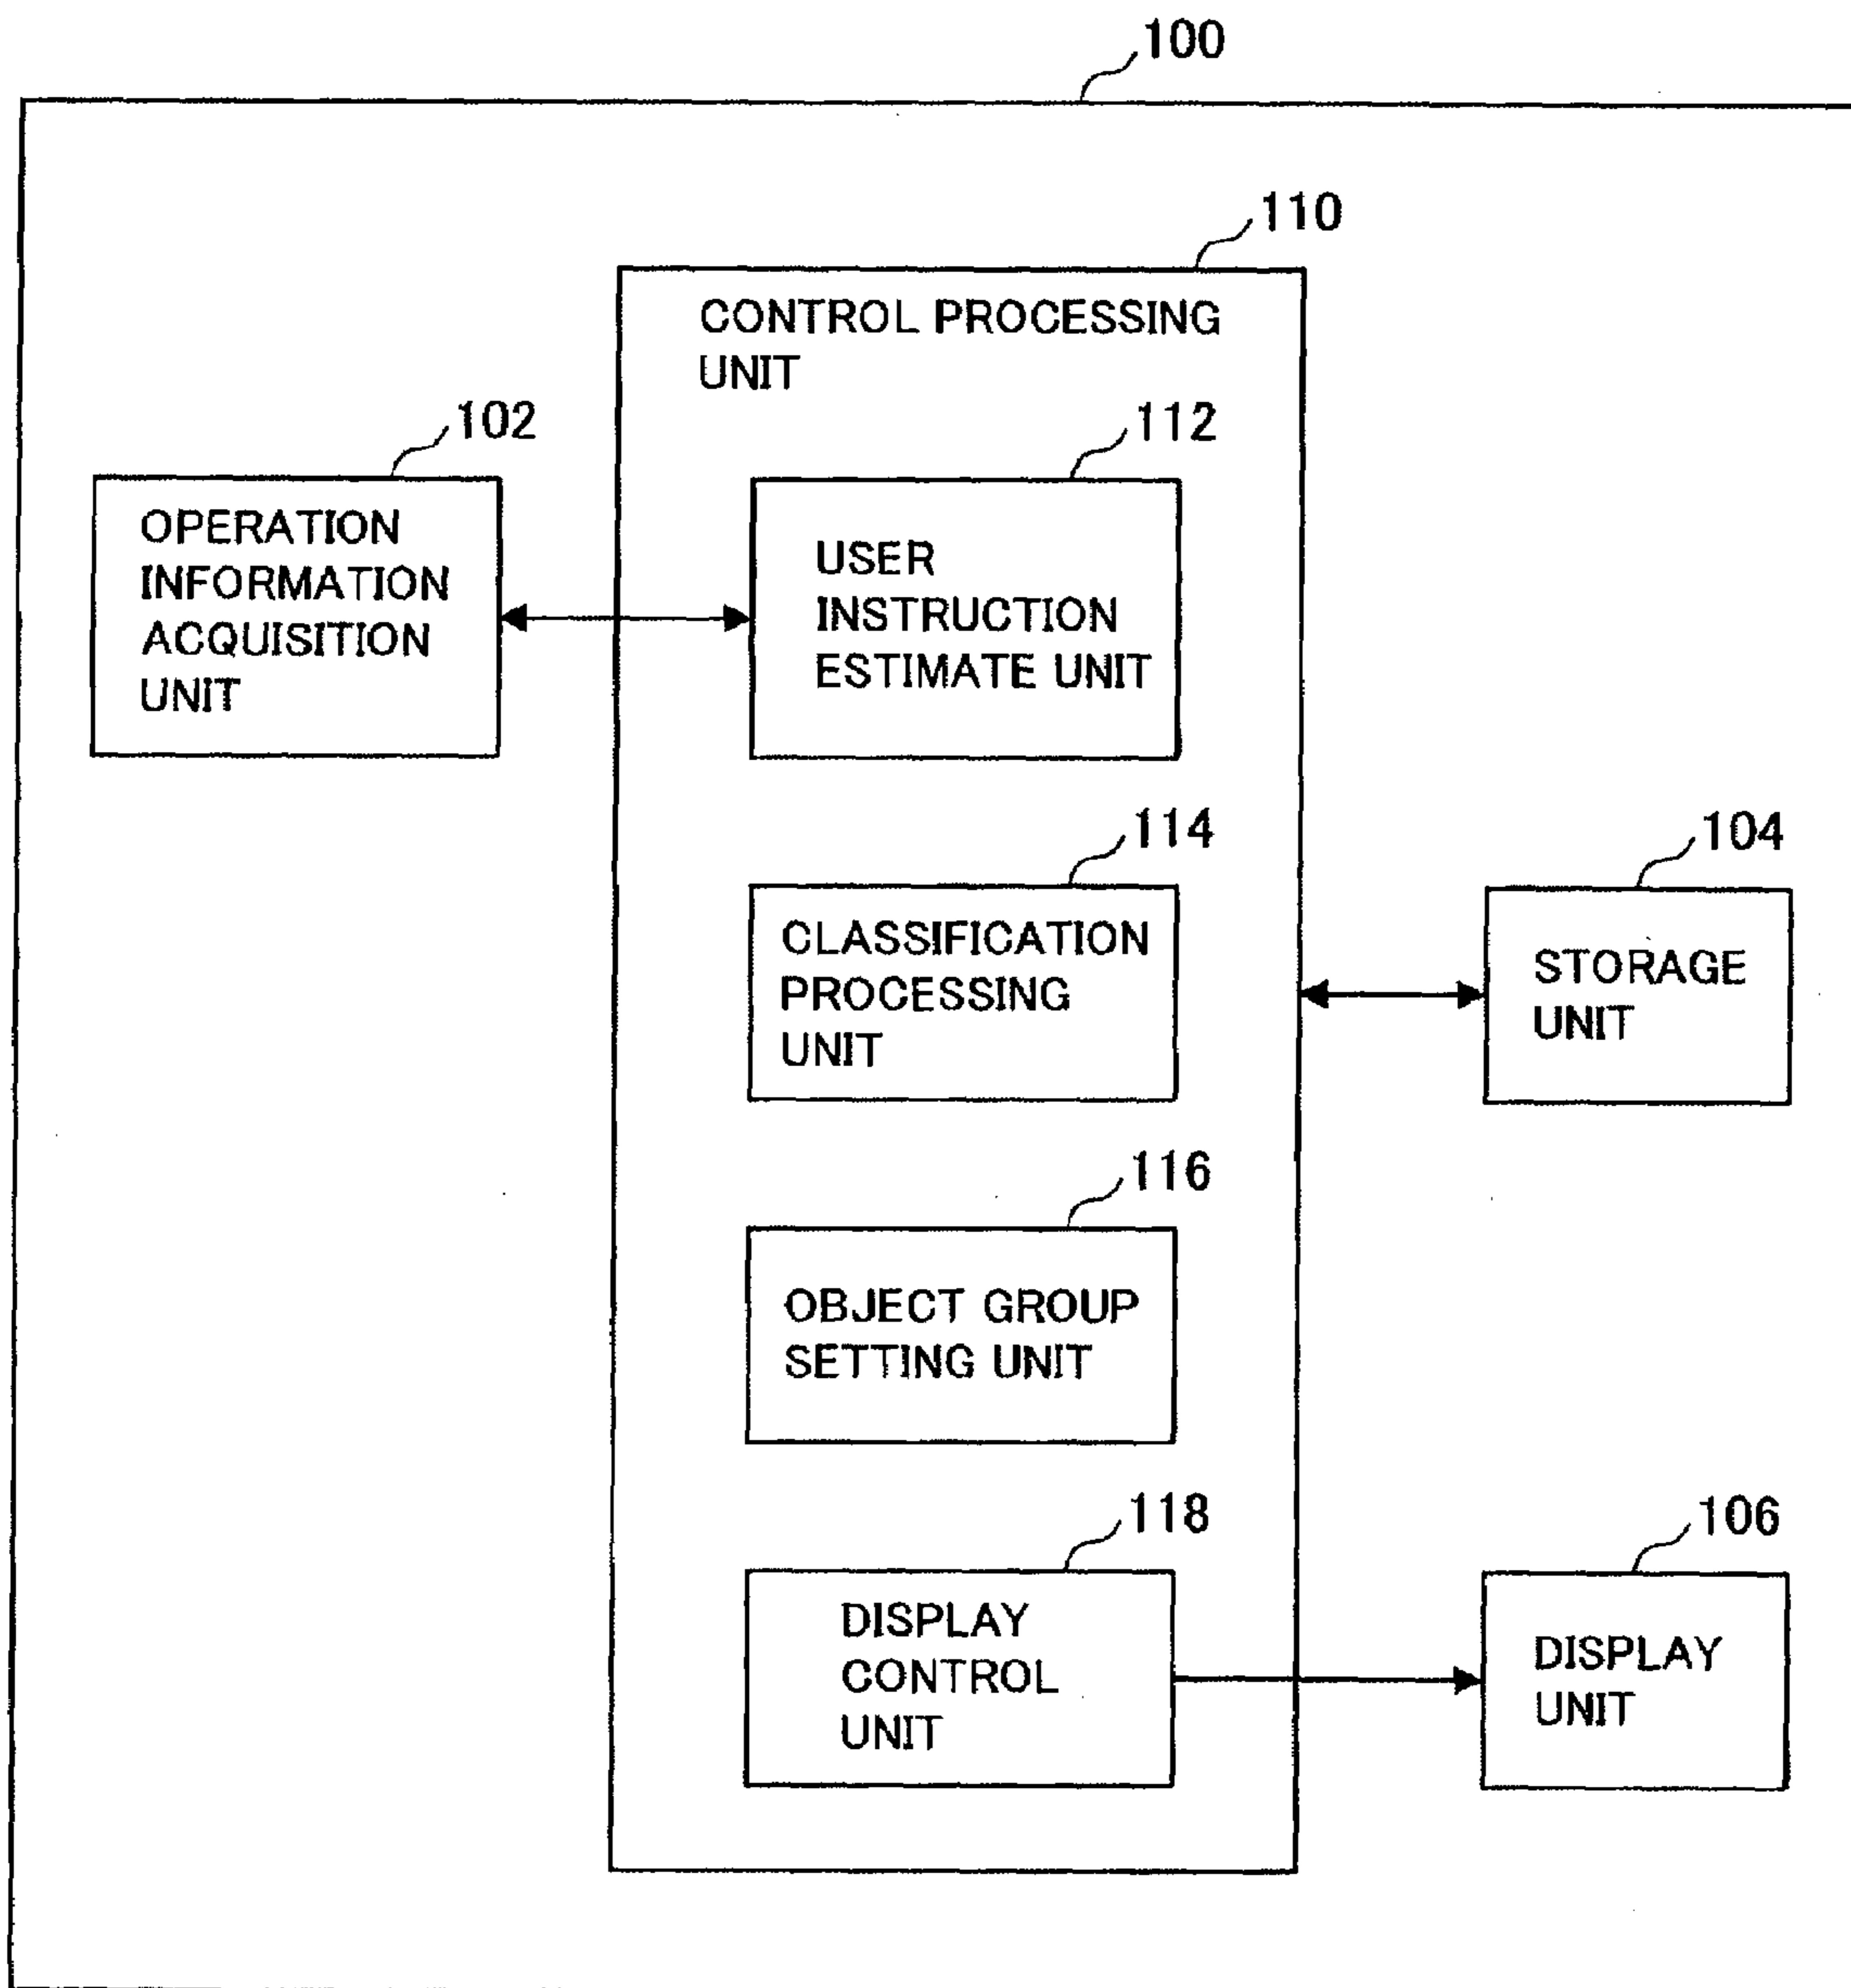 100
110
CONTROL PROCESSING
UNIT
102
OPERATION
INFORMATION
ACQUISITION
UNIT
112
USER
INSTRUCTION
ESTIMATE UNIT
114
CLASSIFICATION
PROCESSING
UNIT
104
STORAGE
UNIT
116
OBJECT GROUP
SETTING UNIT
118
DISPLAY
CONTROL
UNIT
106
DISPLAY
UNIT